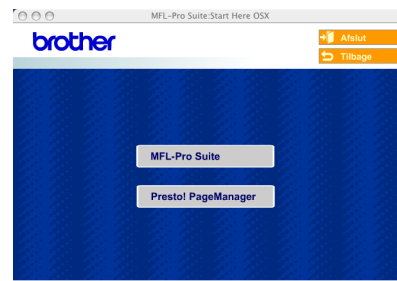 MFL-Pro Suite:Start Here OSX
brother
Afslut
Tilbage
MFL-Pro Suite
Presto! PageManager